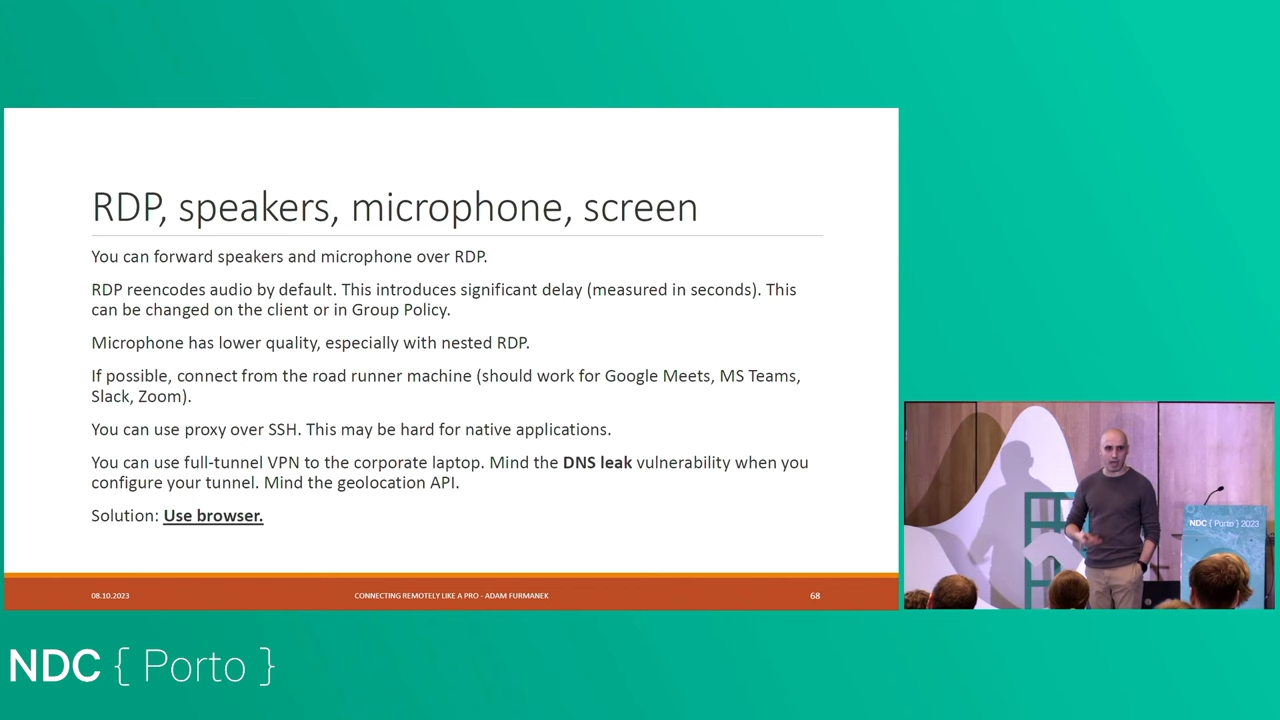 RDP, speakers, microphone, screen
You can forward speakers and microphone over RDP.
RDP reencodes audio by default. This introduces significant delay (measured in seconds). This
can be changed on the client or in Group Policy.
Microphone has lower quality, especially with nested RDP.
If possible, connect from the road runner machine (should work for Google Meets, MS Teams,
Slack, Zoom).
You can use proxy over SSH. This may be hard for native applications.
You can use full-tunnel VPN to the corporate laptop. Mind the DNS leak vulnerability when you
configure your tunnel. Mind the geolocation API.
Solution: Use browser.
08.10.2023
CONNECTING REMOTELY LIKE A PRO - ADAM FURMANEK
68
NDC { Porto } 2023
NDC { Porto }